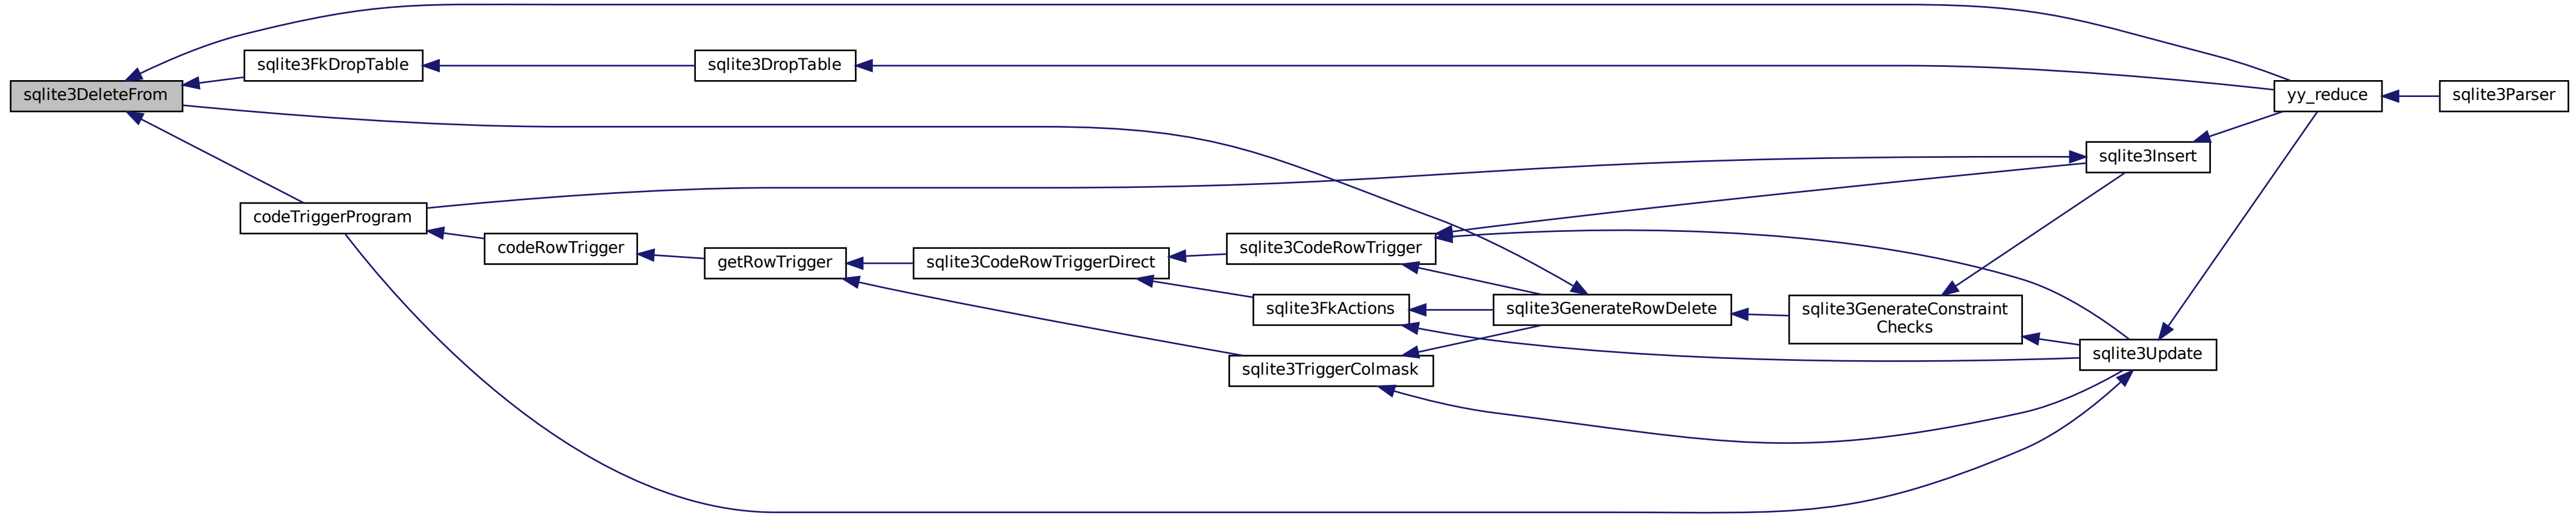 sqlite3DeleteFrom
sqlite3FkDropTable
sqlite3DropTable
yy_reduce
sqlite3Parser
sqlite3Insert
codeTriggerProgram
codeRowTrigger
getRowTrigger
sqlite3CodeRowTriggerDirect
sqlite3CodeRowTrigger
sqlite3FkActions
sqlite3TriggerColmask
sqlite3GenerateRowDelete
sqlite3GenerateConstraint
Checks
sqlite3Update